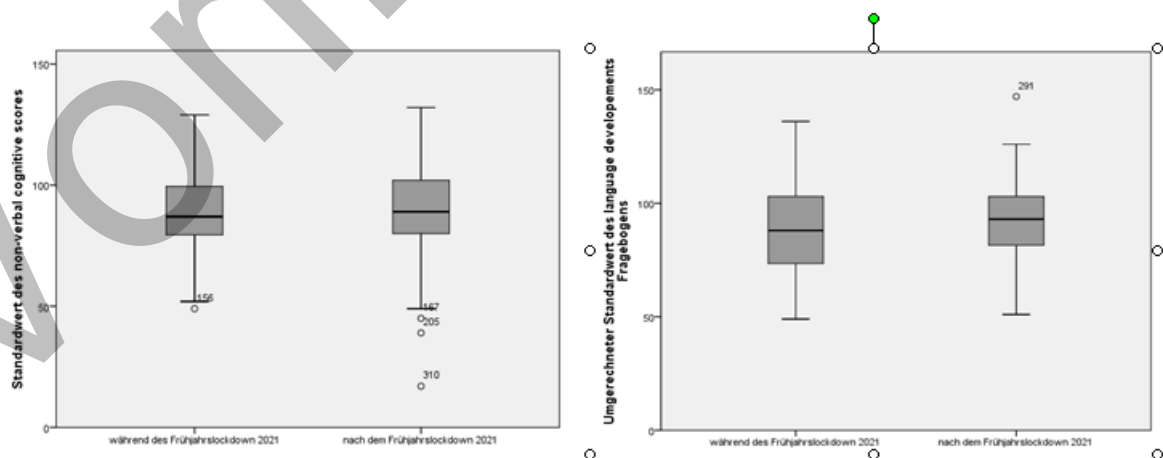 Standardwert des non-verbal cognitive scores
150
100
50
0
156
167
205
310
während des Frühjahrslockdown 2021
nach dem Frühjahrslockdown 2021
Umgerechneter Standardwert des language developements
Fragebogens
150
100
50
0
291
während des Frühjahrslockdown 2021
nach dem Frühjahrslockdown 2021